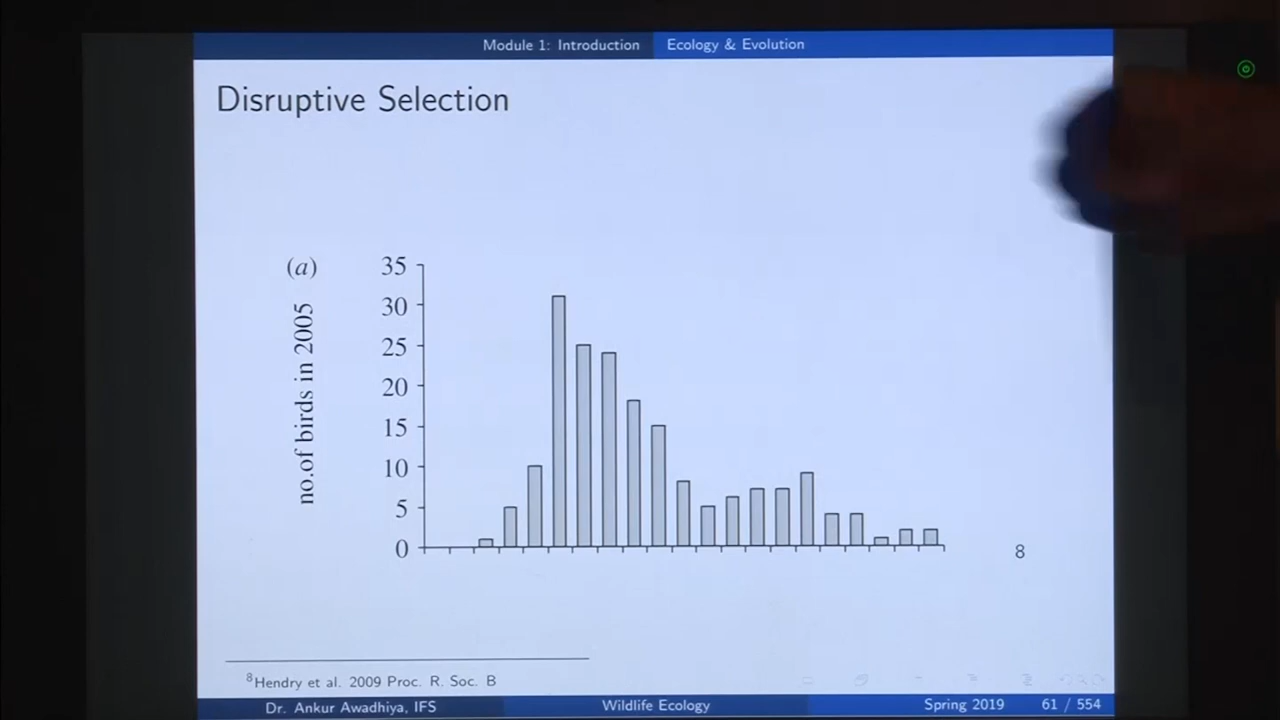 Module 1: Introduction Ecology & Evolution
Disruptive Selection
(a)
no.of birds in 2005
35
30
25
20
15
10
5
0
8
8Hendry et al. 2009 Proc. R. Soc. B
Dr. Ankur Awadhiya, IFS Wildlife Ecology Spring 2019 61 / 554